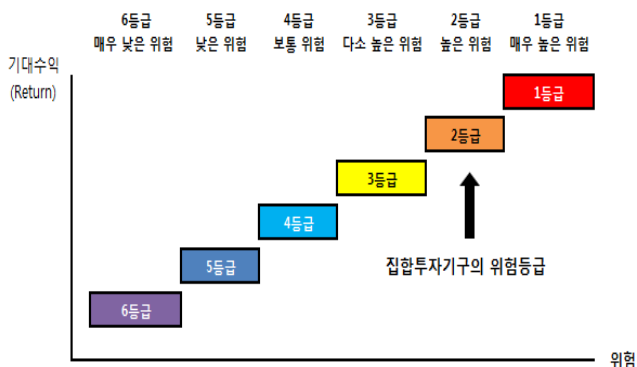 6등급 5등급 4등급 3등급 2등급 1등급
매우 낮은 위험 낮은 위험 보통 위험 다소 높은 위험 높은 위험 매우 높은 위험
기대수익
(Return)
1등급
2등급
3등급
4등급
5등급
집합투자기구의 위험등급
6등급
위험